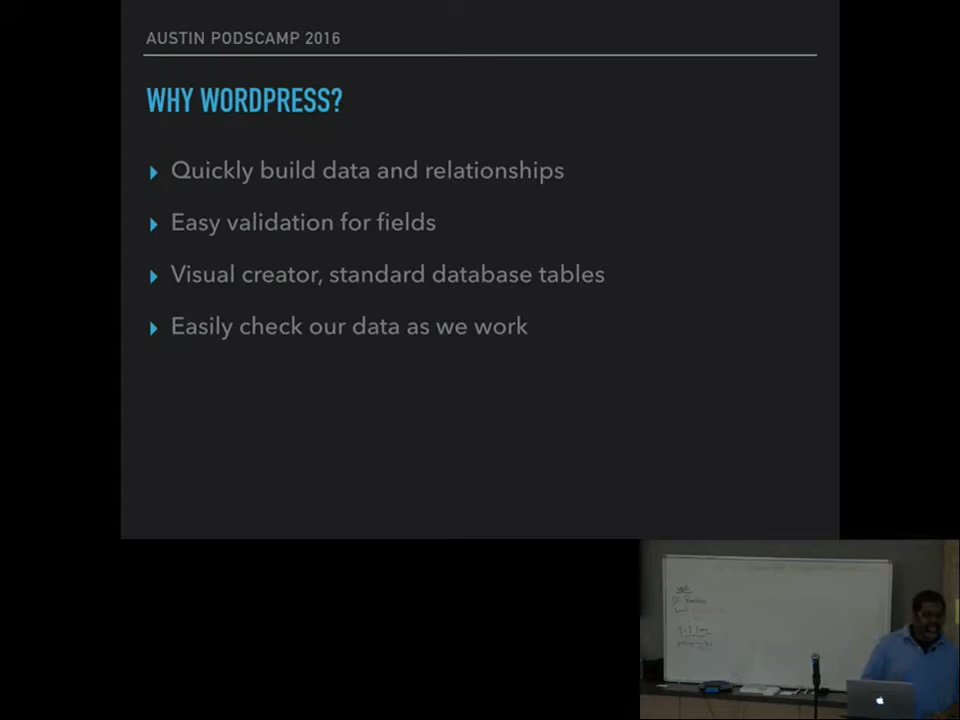 AUSTIN PODSCAMP 2016
WHY WORDPRESS?
Quickly build data and relationships
Easy validation for fields
Visual creator, standard database tables
Easily check our data as we work